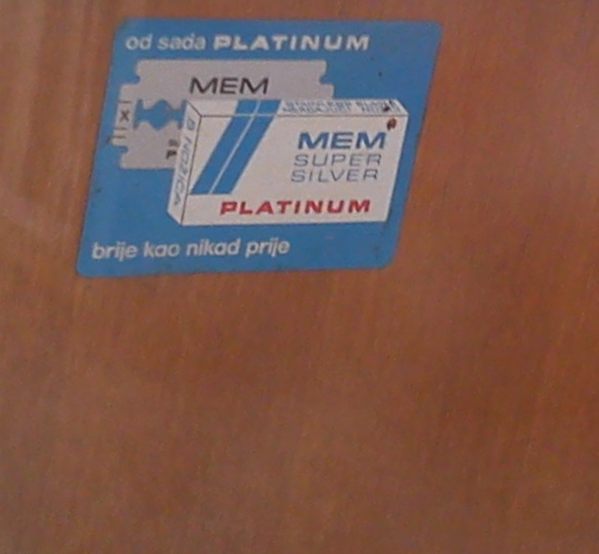 od sada PLATINUM
MEM
X
MEM
SUPER
SILVER
PLATINUM
brije kao nikad prije